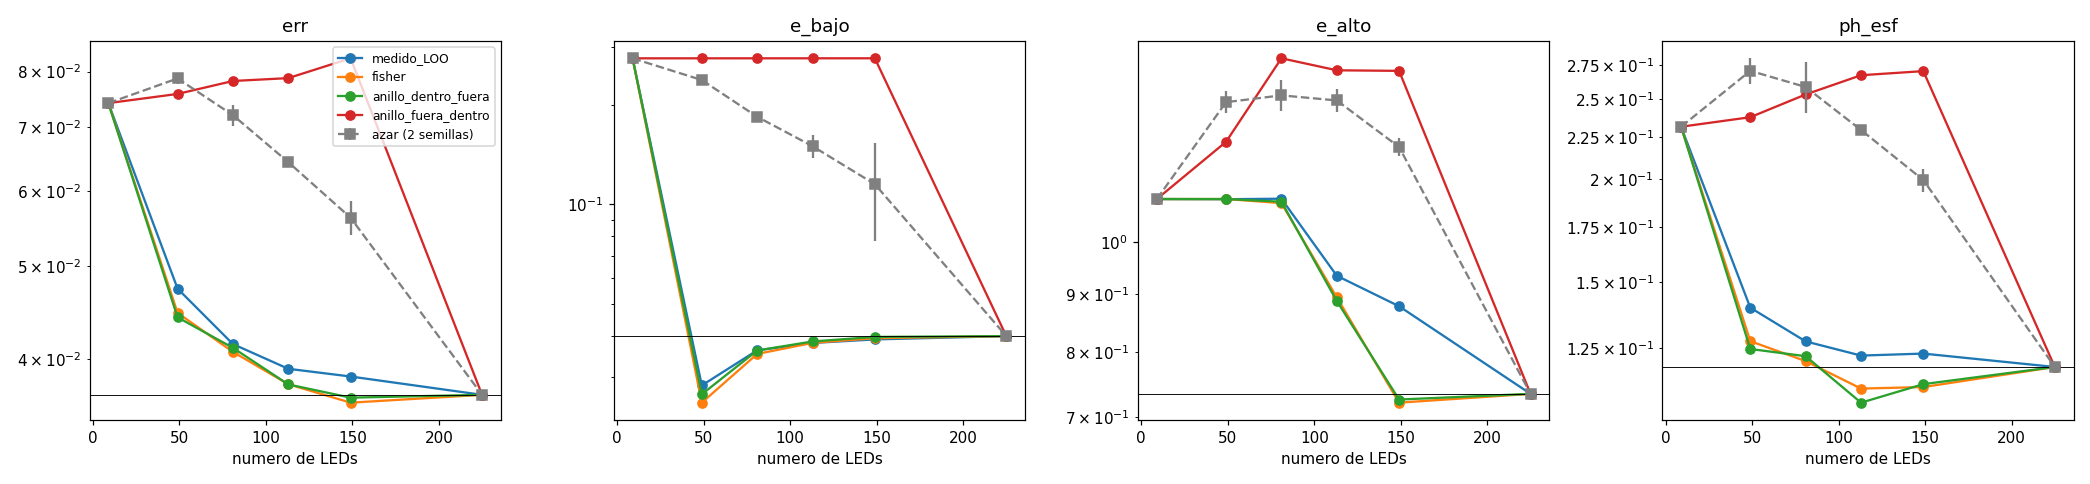 err
8 × 10⁻²
7 × 10⁻²
6 × 10⁻²
5 × 10⁻²
4 × 10⁻²
0 50 100 150 200
numero de LEDs
medido_LOO
fisher
anillo_dentro_fuera
anillo_fuera_dentro
azar (2 semillas)
e_bajo
10⁻¹
0 50 100 150 200
numero de LEDs
e_alto
10⁰
9 × 10⁻¹
8 × 10⁻¹
7 × 10⁻¹
0 50 100 150 200
numero de LEDs
ph_esf
2.75 × 10⁻¹
2.5 × 10⁻¹
2.25 × 10⁻¹
2 × 10⁻¹
1.75 × 10⁻¹
1.5 × 10⁻¹
1.25 × 10⁻¹
0 50 100 150 200
numero de LEDs